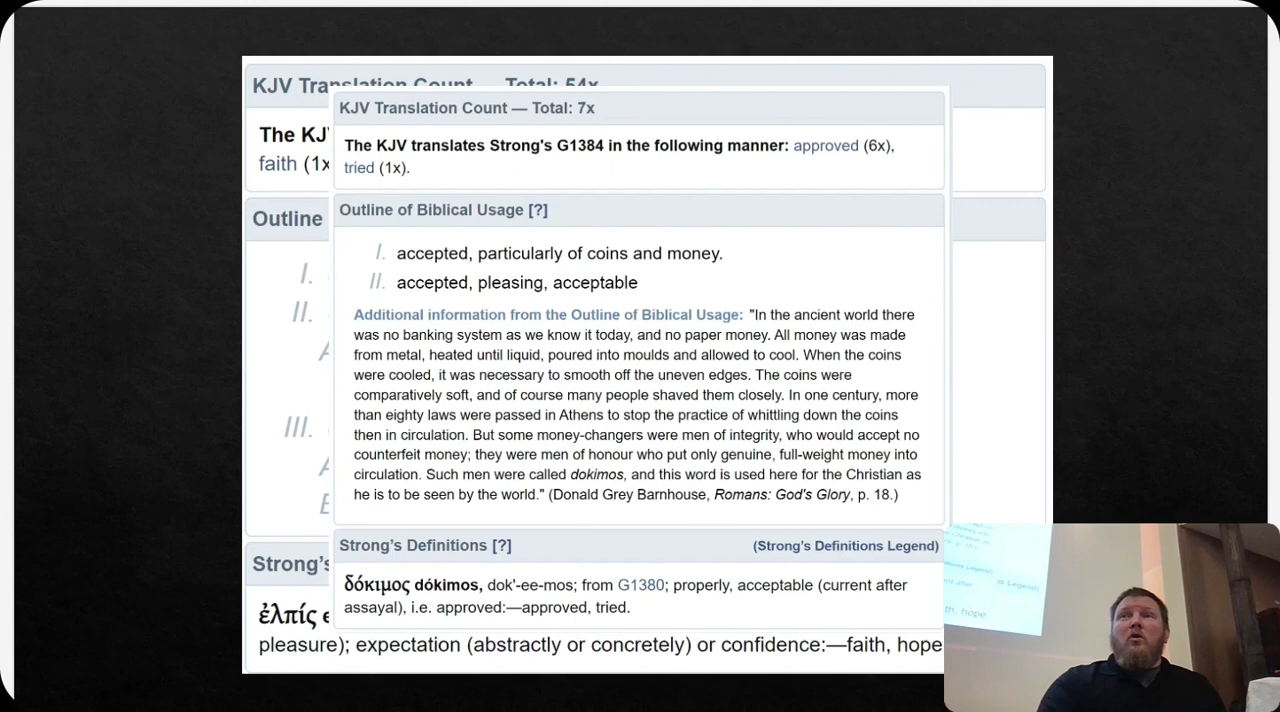 KJV Translation Count — Total: 54x
The KJ
faith (1x
Outline
I.
II.
III.
Strong's
ἐλπίς e
pleasure); expectation (abstractly or concretely) or confidence:—faith, hope
KJV Translation Count — Total: 7x
The KJV translates Strong's G1384 in the following manner: approved (6x),
tried (1x).
Outline of Biblical Usage [?]
I. accepted, particularly of coins and money.
II. accepted, pleasing, acceptable
Additional information from the Outline of Biblical Usage: "In the ancient world there
was no banking system as we know it today, and no paper money. All money was made
from metal, heated until liquid, poured into moulds and allowed to cool. When the coins
were cooled, it was necessary to smooth off the uneven edges. The coins were
comparatively soft, and of course many people shaved them closely. In one century, more
than eighty laws were passed in Athens to stop the practice of whittling down the coins
then in circulation. But some money-changers were men of integrity, who would accept no
counterfeit money; they were men of honour who put only genuine, full-weight money into
circulation. Such men were called dokimos, and this word is used here for the Christian as
he is to be seen by the world." (Donald Grey Barnhouse, Romans: God's Glory, p. 18.)
Strong's Definitions [?] (Strong's Definitions Legend)
δόκιμος dókimos, dok'-ee-mos; from G1380; properly, acceptable (current after
assayal), i.e. approved:—approved, tried.
th, hope